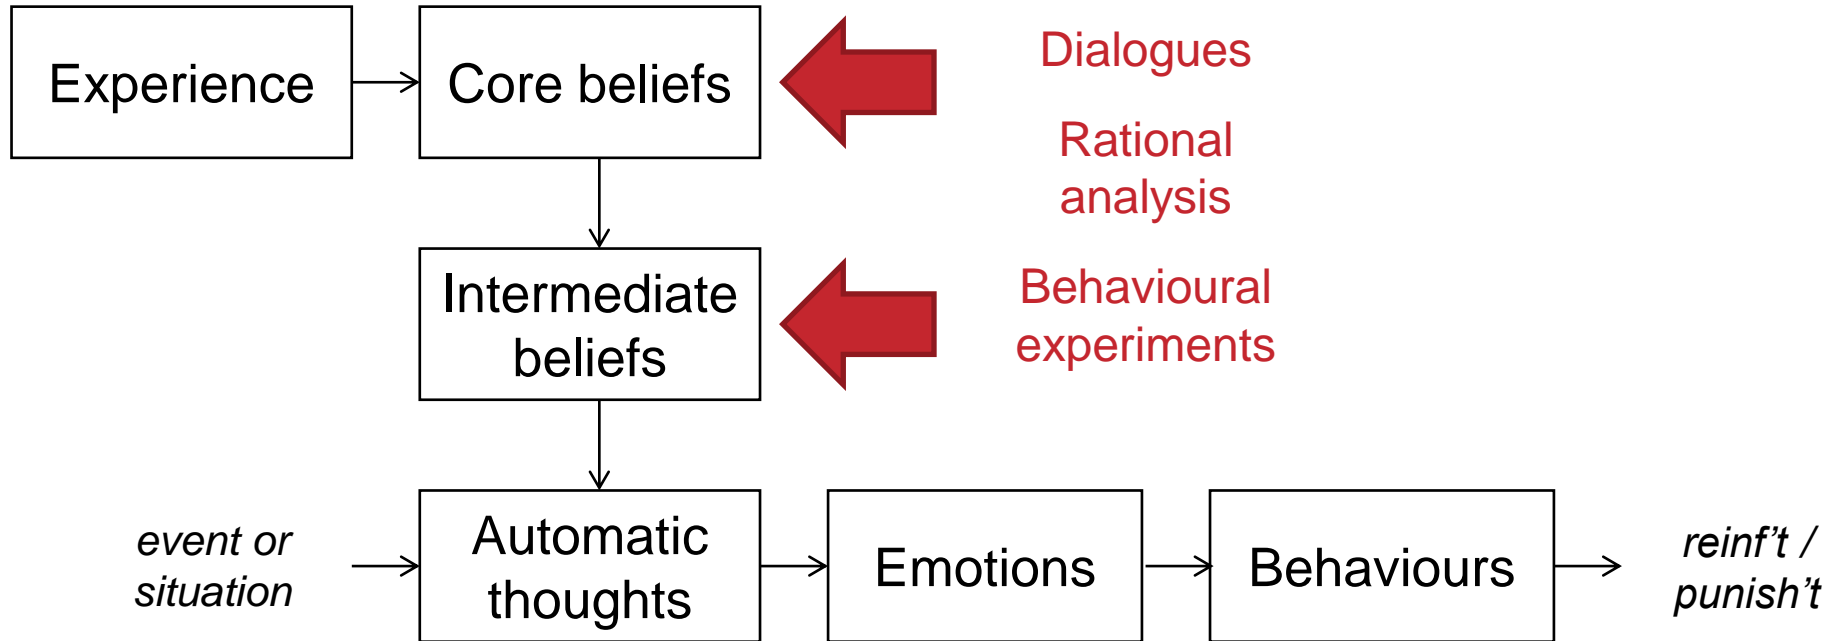 Experience
Core beliefs
Dialogues
Rational
analysis
Intermediate
beliefs
Behavioural
experiments
event or
situation
Automatic
thoughts
Emotions
Behaviours
reinf't /
punish't